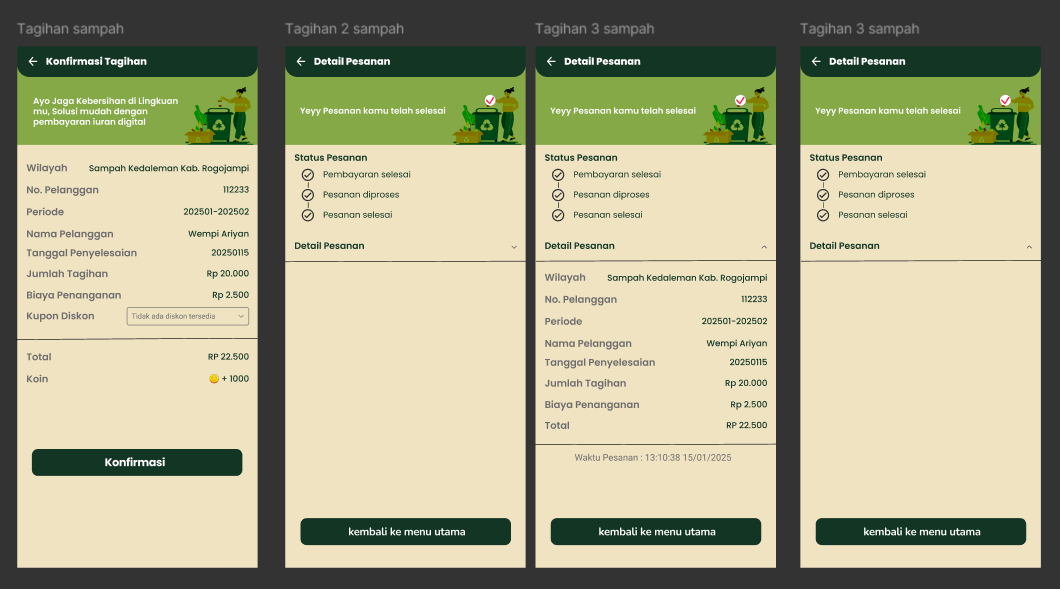 Tagihan sampah
Konfirmasi Tagihan
Ayo Jaga Kebersihan di Lingkuan
mu, Solusi mudah dengan
pembayaran iuran digital
Wilayah Sampah Kedaleman Kab. Rogojampi
No. Pelanggan 112233
Periode 202501-202502
Nama Pelanggan Wempi Ariyan
Tanggal Penyelesaian 20250115
Jumlah Tagihan Rp 20.000
Biaya Penanganan Rp 2.500
Kupon Diskon Tidak ada diskon tersedia
Total RP 22.500
Koin + 1000
Konfirmasi
Tagihan 2 sampah
Detail Pesanan
Yeyy Pesanan kamu telah selesai
Status Pesanan
Pembayaran selesai
Pesanan diproses
Pesanan selesai
Detail Pesanan
kembali ke menu utama
Tagihan 3 sampah
Detail Pesanan
Yeyy Pesanan kamu telah selesai
Status Pesanan
Pembayaran selesai
Pesanan diproses
Pesanan selesai
Detail Pesanan
Wilayah Sampah Kedaleman Kab. Rogojampi
No. Pelanggan 112233
Periode 202501-202502
Nama Pelanggan Wempi Ariyan
Tanggal Penyelesaian 20250115
Jumlah Tagihan Rp 20.000
Biaya Penanganan Rp 2.500
Total RP 22.500
Waktu Pesanan : 13:10:38 15/01/2025
kembali ke menu utama
Tagihan 3 sampah
Detail Pesanan
Yeyy Pesanan kamu telah selesai
Status Pesanan
Pembayaran selesai
Pesanan diproses
Pesanan selesai
Detail Pesanan
kembali ke menu utama